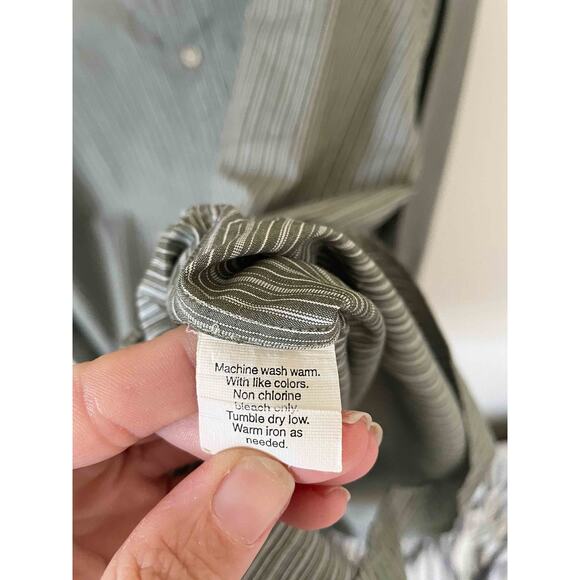 Machine wash warm.
With like colors.
Non chlorine
bleach only.
Tumble dry low.
Warm iron as
needed.